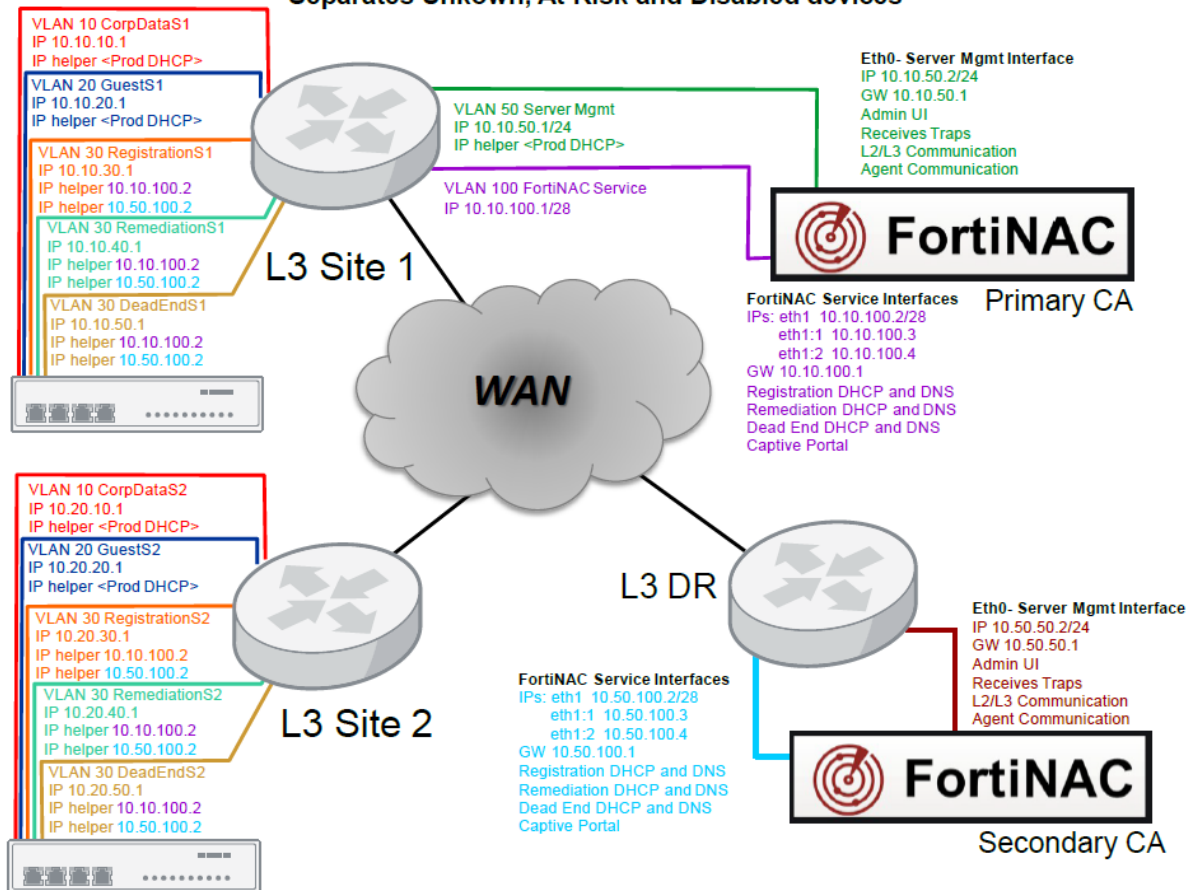 Separates Unkown, At-Risk and Disabled devices
VLAN 10 CorpDataS1
IP 10.10.10.1
IP helper <Prod DHCP>
VLAN 20 GuestS1
IP 10.10.20.1
IP helper <Prod DHCP>
VLAN 30 RegistrationS1
IP 10.10.30.1
IP helper 10.10.100.2
IP helper 10.50.100.2
VLAN 30 RemediationS1
IP 10.10.40.1
IP helper 10.10.100.2
IP helper 10.50.100.2
VLAN 30 DeadEndS1
IP 10.10.50.1
IP helper 10.10.100.2
IP helper 10.50.100.2
L3 Site 1
VLAN 50 Server Mgmt
IP 10.10.50.1/24
IP helper <Prod DHCP>
VLAN 100 FortiNAC Service
IP 10.10.100.1/28
Eth0- Server Mgmt Interface
IP 10.10.50.2/24
GW 10.10.50.1
Admin UI
Receives Traps
L2/L3 Communication
Agent Communication
FortiNAC
Primary CA
FortiNAC Service Interfaces
IPs: eth1 10.10.100.2/28
eth1:1 10.10.100.3
eth1:2 10.10.100.4
GW 10.10.100.1
Registration DHCP and DNS
Remediation DHCP and DNS
Dead End DHCP and DNS
Captive Portal
WAN
VLAN 10 CorpDataS2
IP 10.20.10.1
IP helper <Prod DHCP>
VLAN 20 GuestS2
IP 10.20.20.1
IP helper <Prod DHCP>
VLAN 30 RegistrationS2
IP 10.20.30.1
IP helper 10.10.100.2
IP helper 10.50.100.2
VLAN 30 RemediationS2
IP 10.20.40.1
IP helper 10.10.100.2
IP helper 10.50.100.2
VLAN 30 DeadEndS2
IP 10.20.50.1
IP helper 10.10.100.2
IP helper 10.50.100.2
L3 Site 2
L3 DR
FortiNAC Service Interfaces
IPs: eth1 10.50.100.2/28
eth1:1 10.50.100.3
eth1:2 10.50.100.4
GW 10.50.100.1
Registration DHCP and DNS
Remediation DHCP and DNS
Dead End DHCP and DNS
Captive Portal
Eth0- Server Mgmt Interface
IP 10.50.50.2/24
GW 10.50.50.1
Admin UI
Receives Traps
L2/L3 Communication
Agent Communication
FortiNAC
Secondary CA